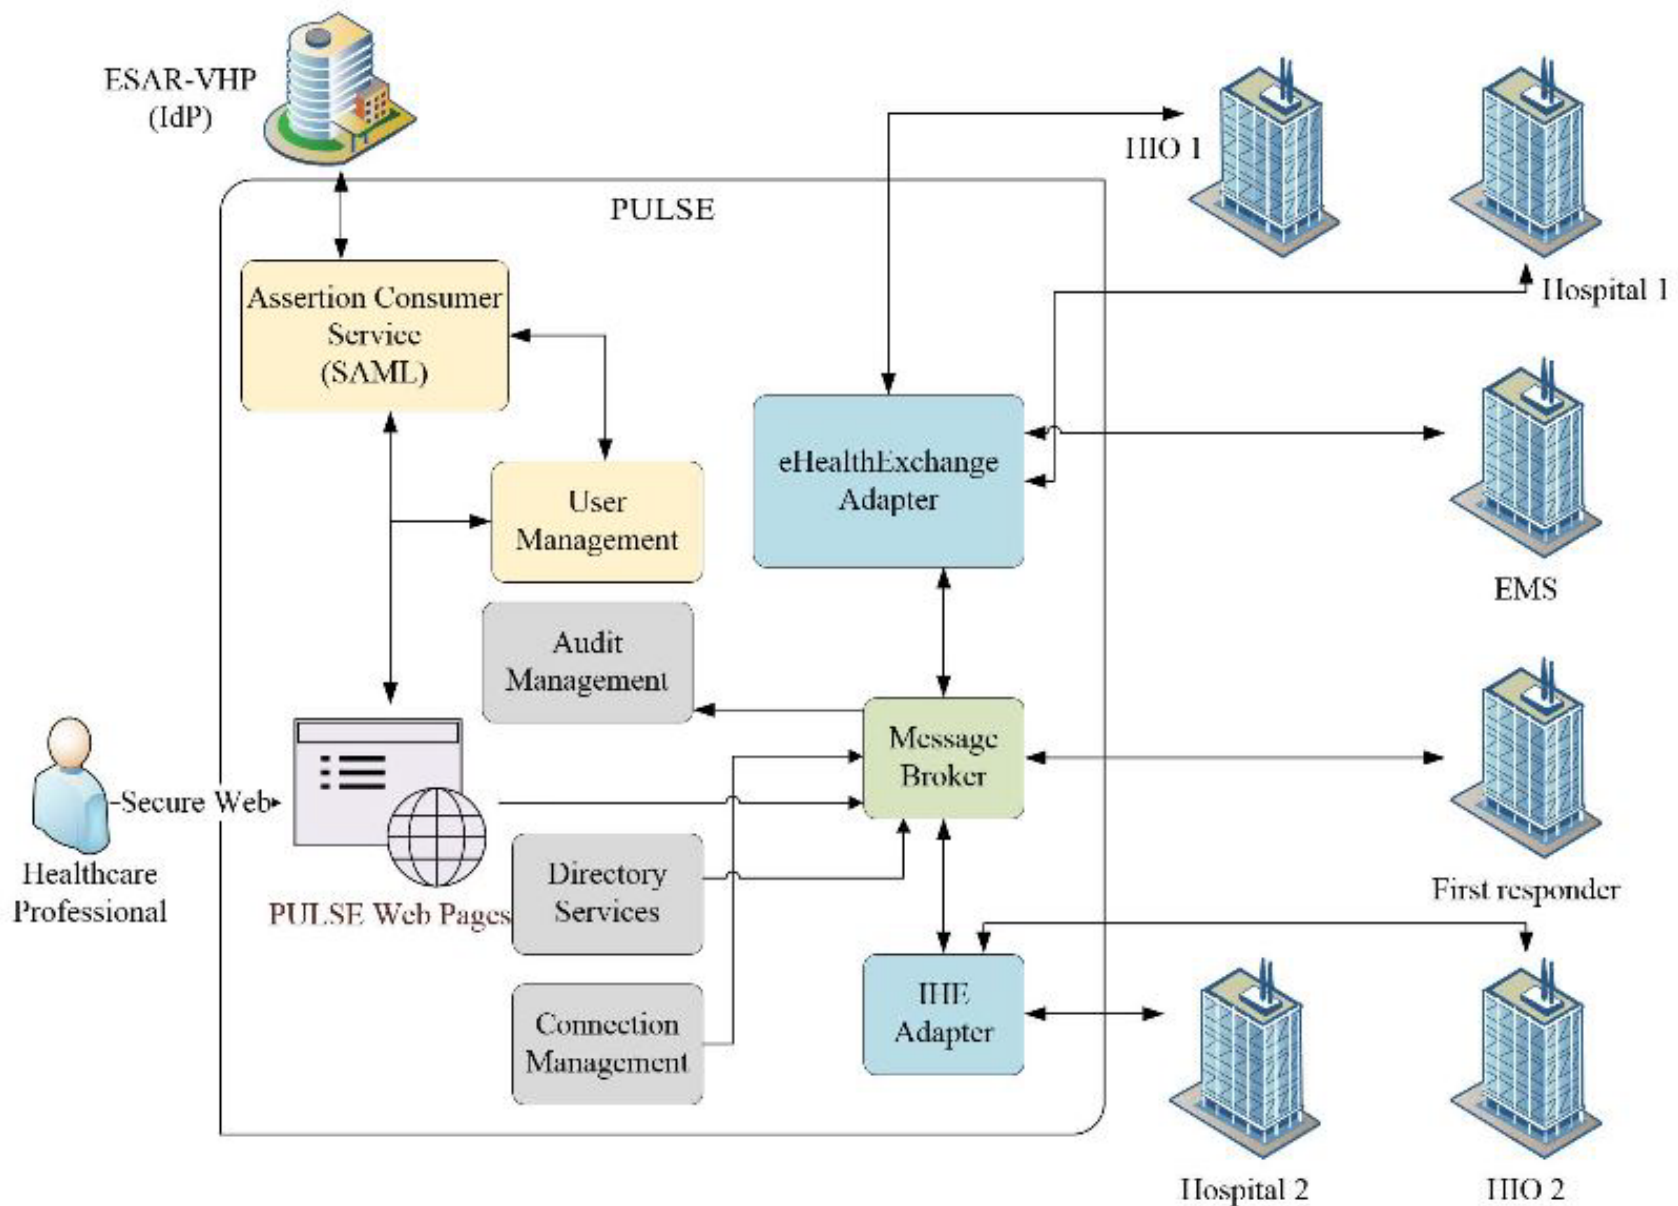 ESAR-VHP
(IdP)
HIO 1
PULSE
Hospital 1
Assertion Consumer
Service
(SAML)
eHealthExchange
Adapter
User
Management
EMS
Audit
Management
Message
Broker
Secure Web
Healthcare
Professional
PULSE Web Pages
Directory
Services
First responder
Connection
Management
IHE
Adapter
Hospital 2
HIO 2